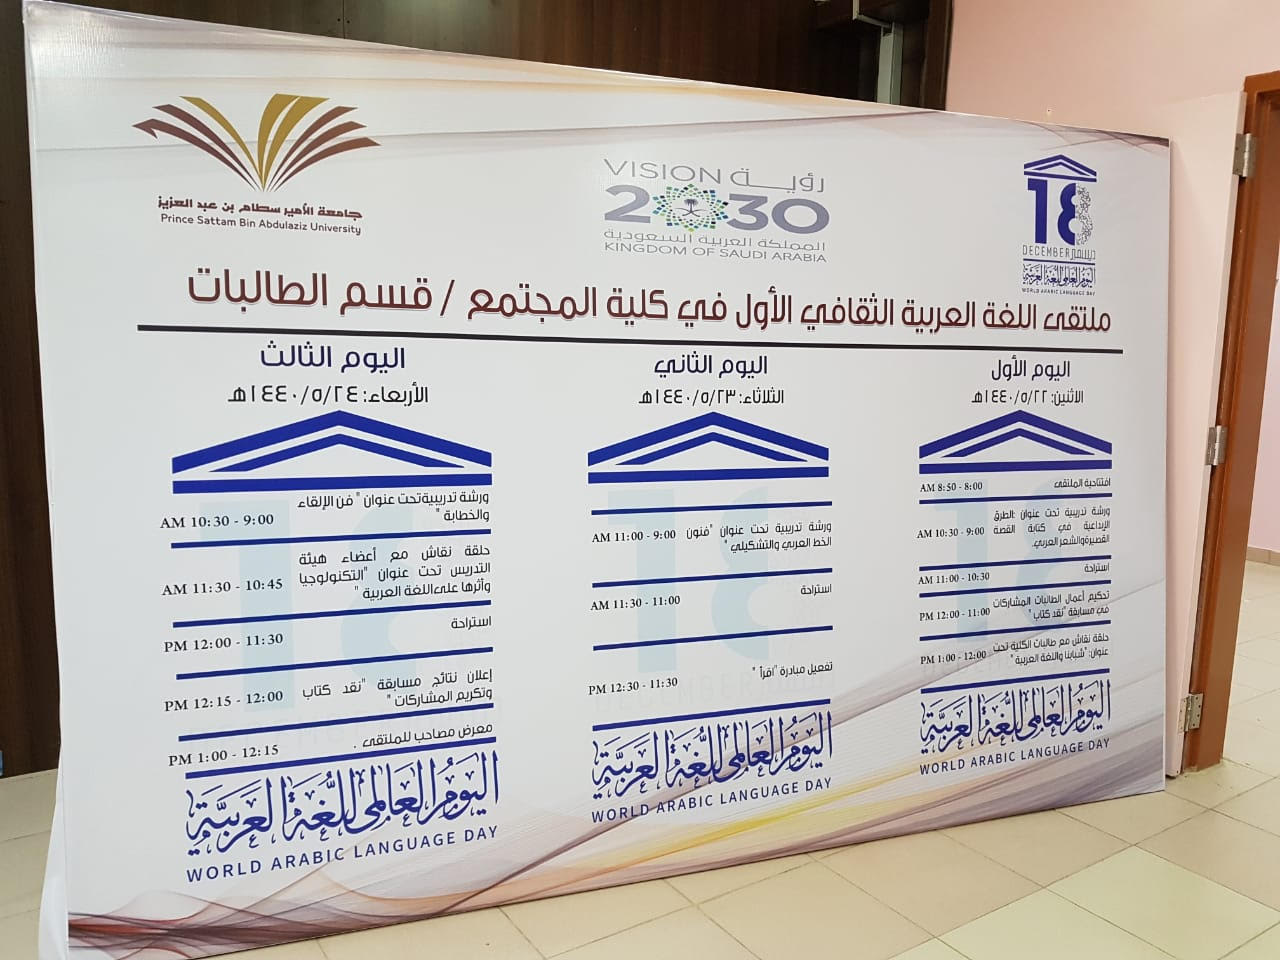 جامعة الأمير سطام بن عبد العزيز
Prince Sattam Bin Abdulaziz University
VISION رؤيـــة
2030
المملكة العربية السعودية
KINGDOM OF SAUDI ARABIA
18
DECEMBER ديسمبر
اليوم العالمي للغة العربية
WORLD ARABIC LANGUAGE DAY
ملتقى اللغة العربية الثقافي الأول في كلية المجتمع / قسم الطالبات
اليوم الأول
الاثنين: ١٤٤٠/٥/٢٢هـ
افتتاحية الملتقى
8:00 - 8:50 AM
ورشة تدريبية تحت عنوان :الطرق
الإبداعية في كتابة القصة
القصيرةوالشعر العربي.
9:00 - 10:30 AM
استراحة
10:30 - 11:00 AM
تحكيم أعمال الطالبات المشاركات
في مسابقة "نقد كتاب "
11:00 - 12:00 PM
حلقة نقاش مع طالبات الكلية تحت
عنوان: "شبابنا واللغة العربية "
12:00 - 1:00 PM
اليوم العالمي للغة العربية
WORLD ARABIC LANGUAGE DAY
اليوم الثاني
الثلاثاء: ١٤٤٠/٥/٢٣هـ
ورشة تدريبية تحت عنوان "فنون
الخط العربي والتشكيلي "
9:00 - 11:00 AM
استراحة
11:00 - 11:30 AM
تفعيل مبادرة "اقرأ "
11:30 - 12:30 PM
اليوم العالمي للغة العربية
WORLD ARABIC LANGUAGE DAY
اليوم الثالث
الأربعاء: ١٤٤٠/٥/٢٤هـ
ورشة تدريبيةتحت عنوان " فن الإلقاء
والخطابة "
9:00 - 10:30 AM
حلقة نقاش مع أعضاء هيئة
التدريس تحت عنوان "التكنولوجيا
وأثرها علىاللغة العربية "
10:45 - 11:30 AM
استراحة
11:30 - 12:00 PM
إعلان نتائج مسابقة "نقد كتاب
وتكريم المشاركات "
12:00 - 12:15 PM
معرض مصاحب للملتقى .
12:15 - 1:00 PM
اليوم العالمي للغة العربية
WORLD ARABIC LANGUAGE DAY